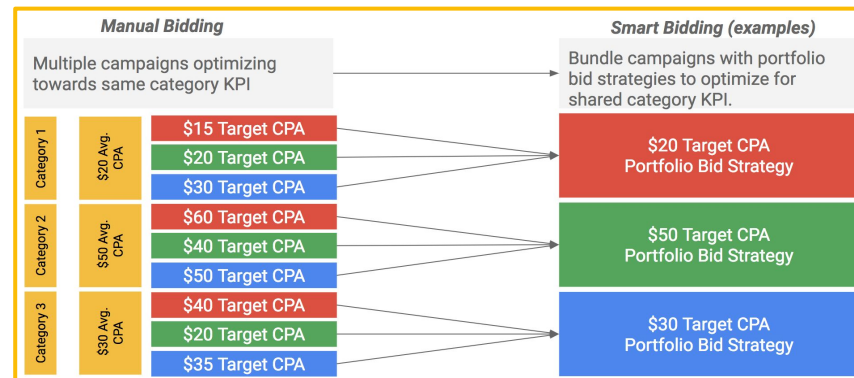 Manual Bidding
Smart Bidding (examples)
Multiple campaigns optimizing
towards same category KPI
Bundle campaigns with portfolio
bid strategies to optimize for
shared category KPI.
Category 1
$20 Avg.
CPA
$15 Target CPA
$20 Target CPA
$30 Target CPA
$20 Target CPA
Portfolio Bid Strategy
Category 2
$50 Avg.
CPA
$60 Target CPA
$40 Target CPA
$50 Target CPA
$50 Target CPA
Portfolio Bid Strategy
Category 3
$30 Avg.
CPA
$40 Target CPA
$20 Target CPA
$35 Target CPA
$30 Target CPA
Portfolio Bid Strategy